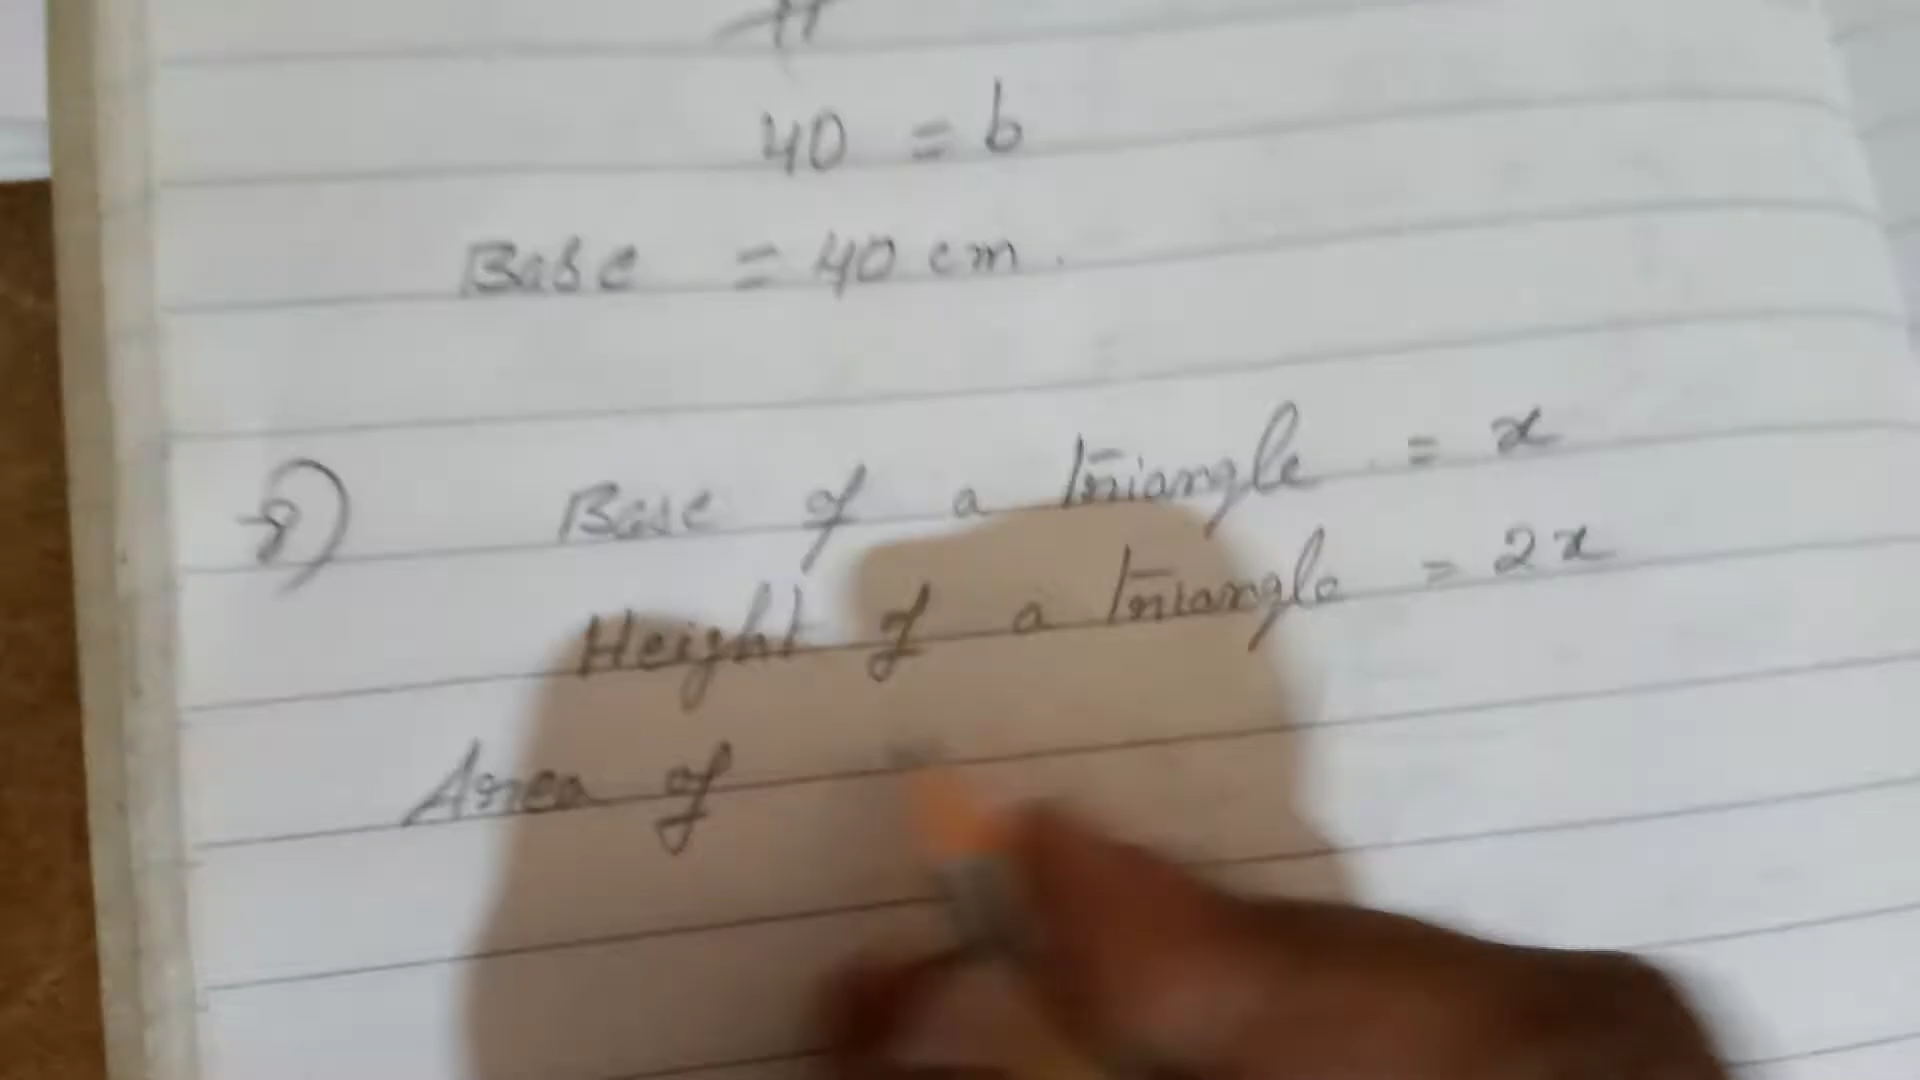 40 = b
Base = 40 cm.
8) Base of a triangle = x
Height of a triangle = 2x
Area of